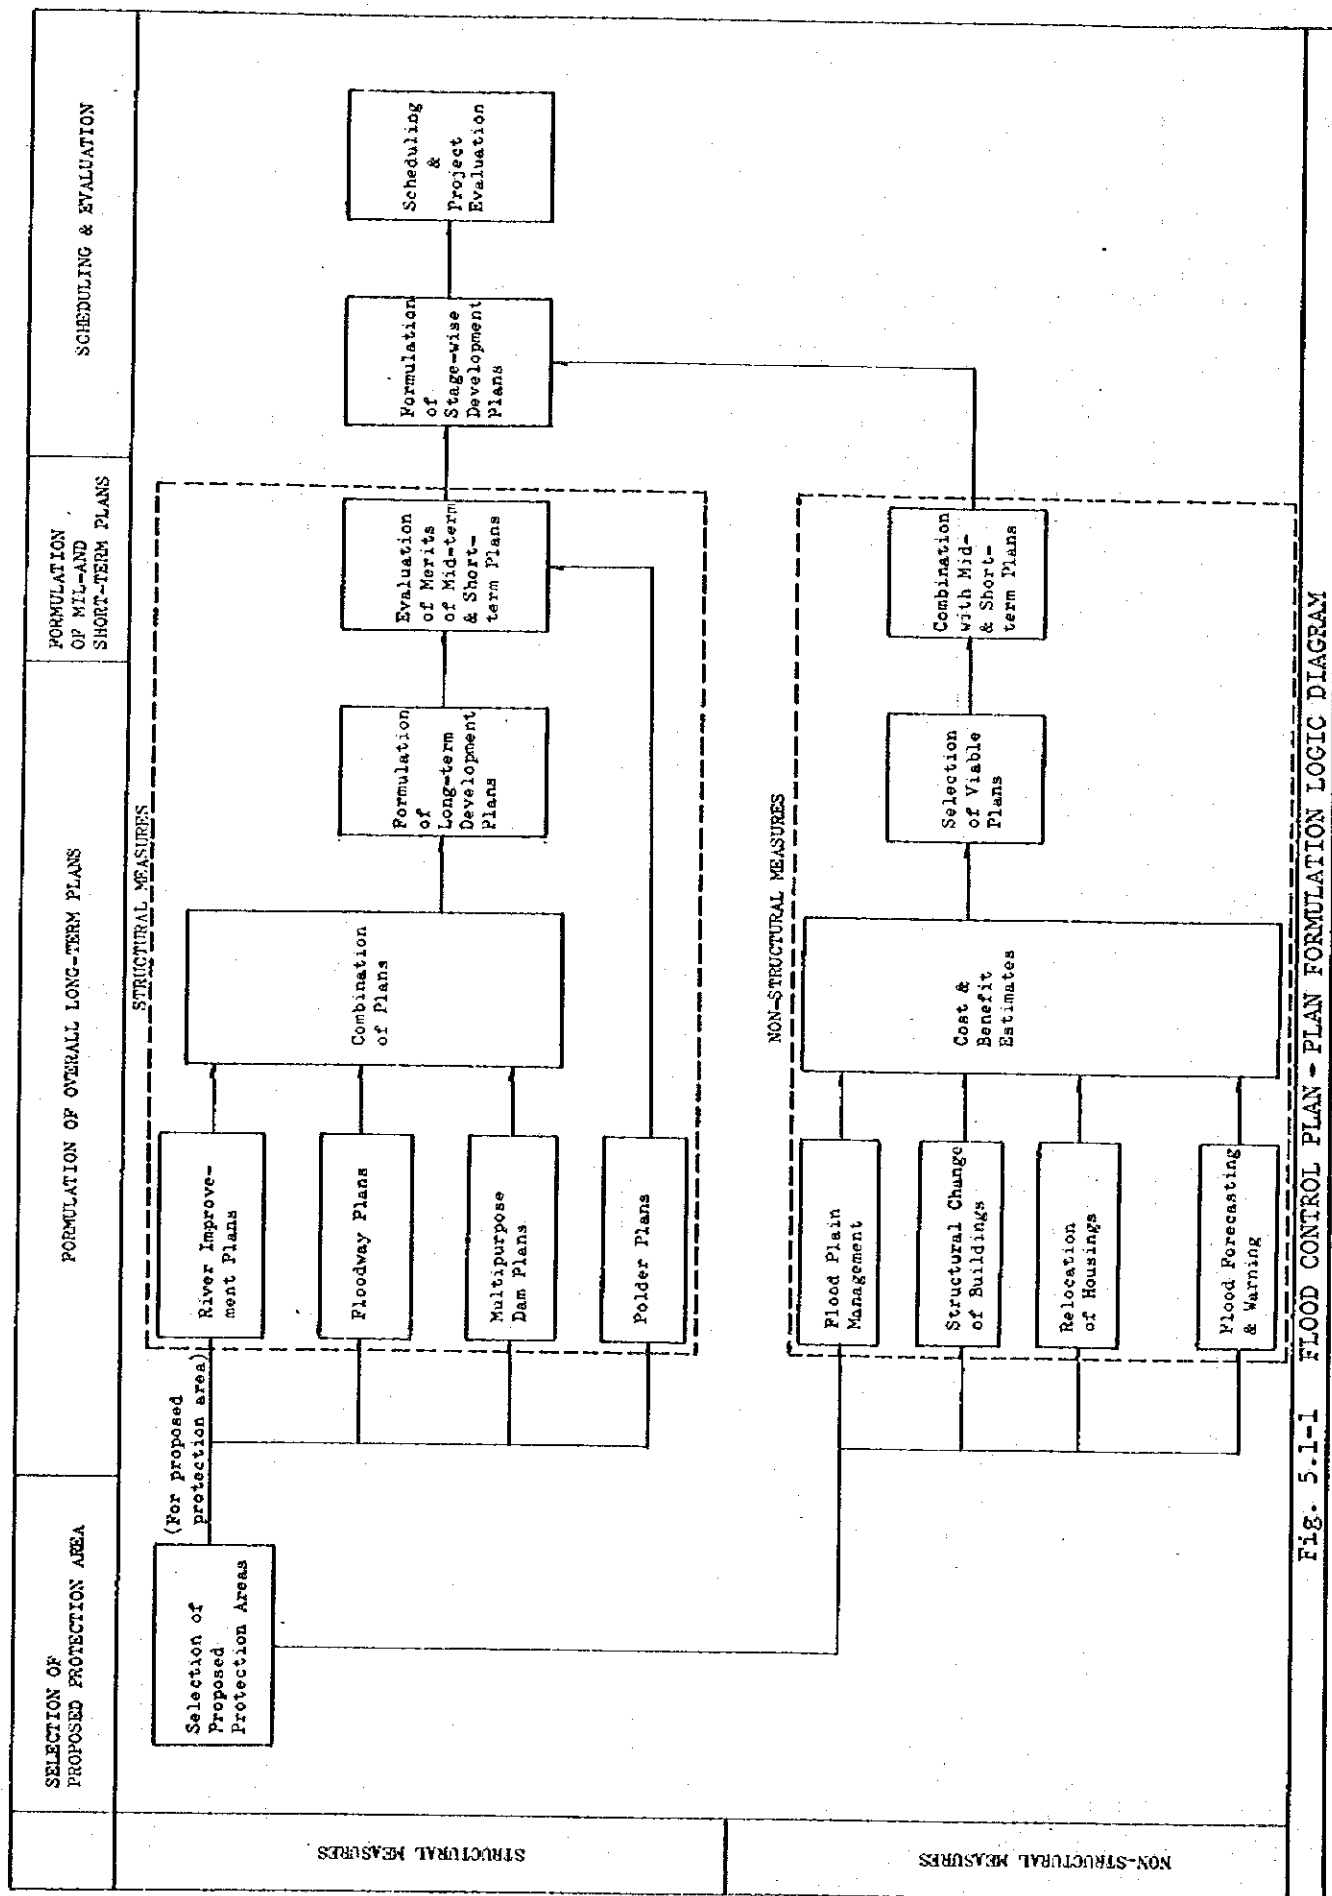 SELECTION OF
PROPOSED PROTECTION AREA
FORMULATION OF OVERALL LONG-TERM PLANS
FORMULATION
OF MIL-AND
SHORT-TERM PLANS
SCHEDULING & EVALUATION
STRUCTURAL MEASURES
STRUCTURAL MEASURES
Selection of
Proposed
Protection Areas
(For proposed
protection area)
River Improve-
ment Plans
Floodway Plans
Multipurpose
Dam Plans
Polder Plans
Combination
of Plans
Formulation
of
Long-term
Development
Plans
Evaluation
of Merits
of Mid-term
& Short-
term Plans
Formulation
of
Stage-wise
Development
Plans
Scheduling
&
Project
Evaluation
NON-STRUCTURAL MEASURES
NON-STRUCTURAL MEASURES
Flood Plain
Management
Structural Change
of Buildings
Relocation
of Housings
Flood Forecasting
& Warning
Cost &
Benefit
Estimates
Selection
of Viable
Plans
Combination
with Mid-
& Short-
term Plans
Fig. 5.1-1 FLOOD CONTROL PLAN - PLAN FORMULATION LOGIC DIAGRAM